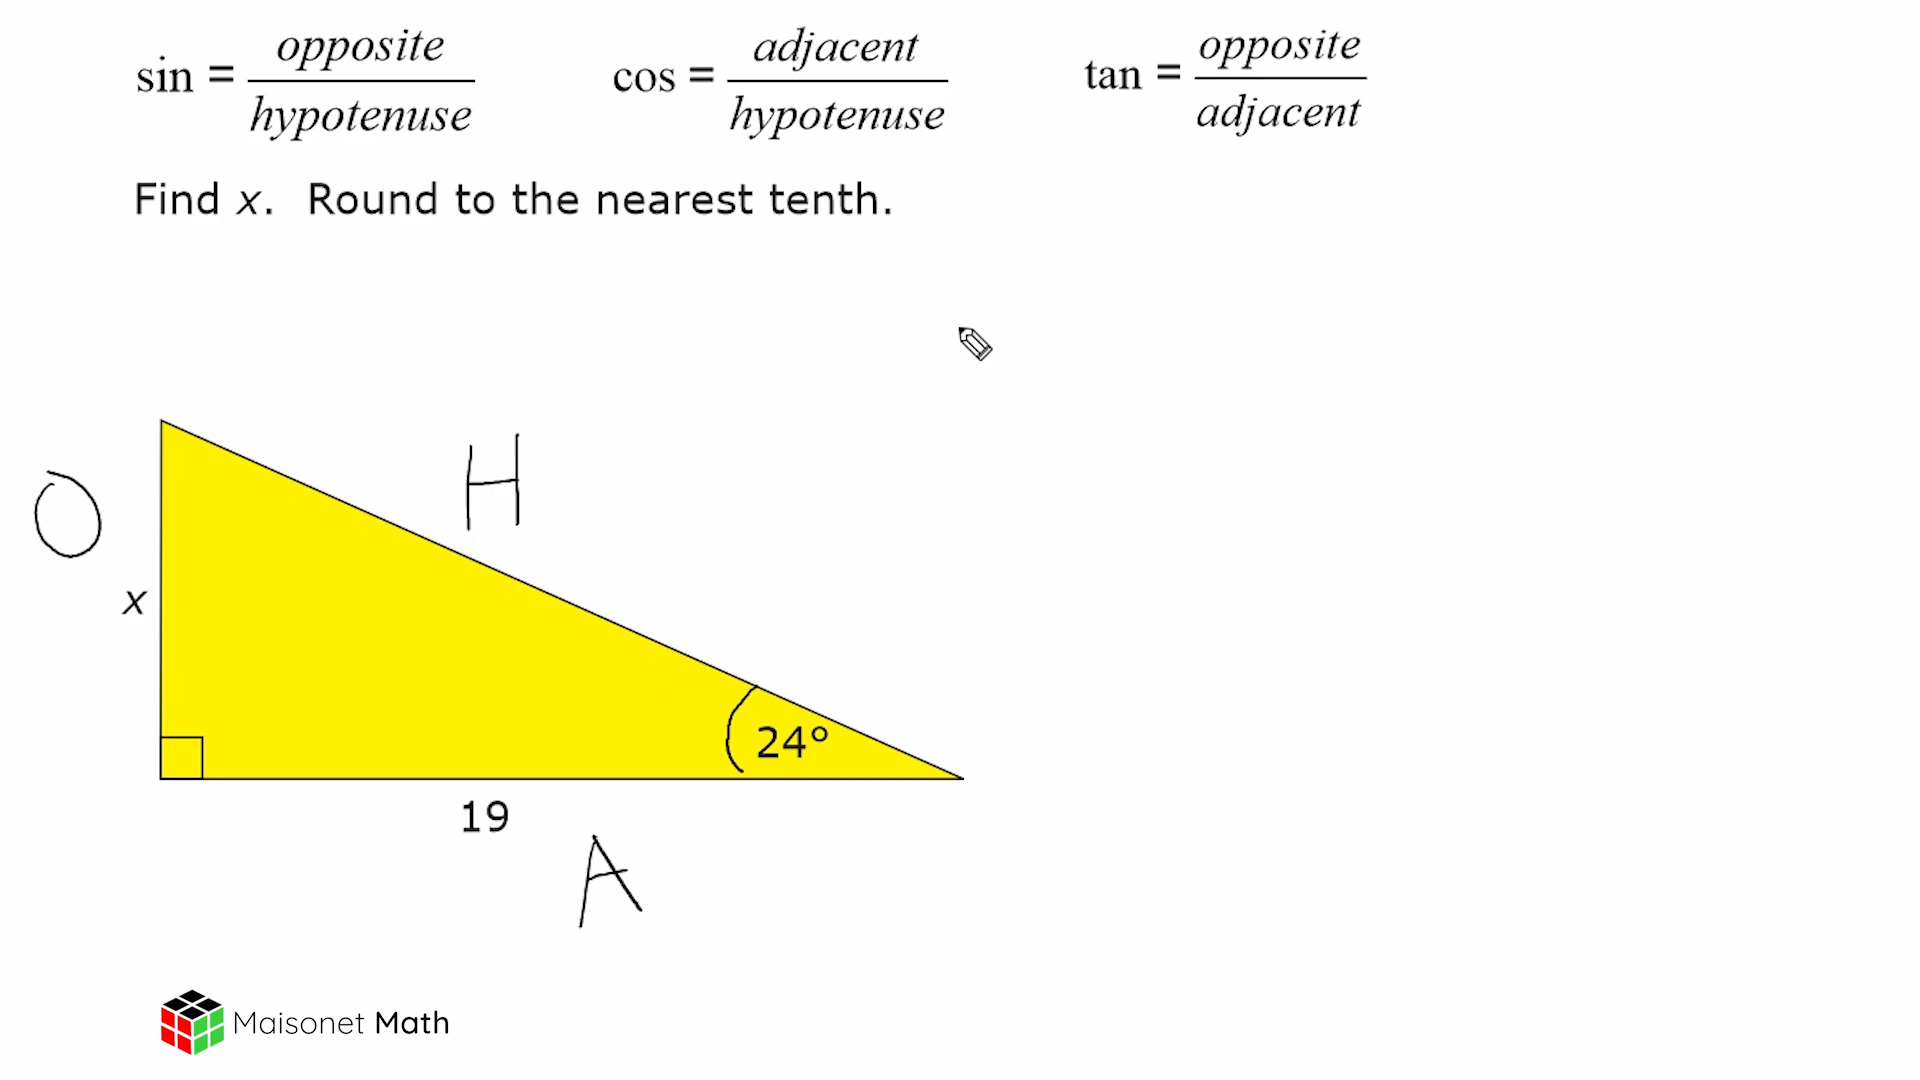 sin = opposite / hypotenuse cos = adjacent / hypotenuse tan = opposite / adjacent
Find x. Round to the nearest tenth.
H
O
x
24°
19
A
Maisonet Math